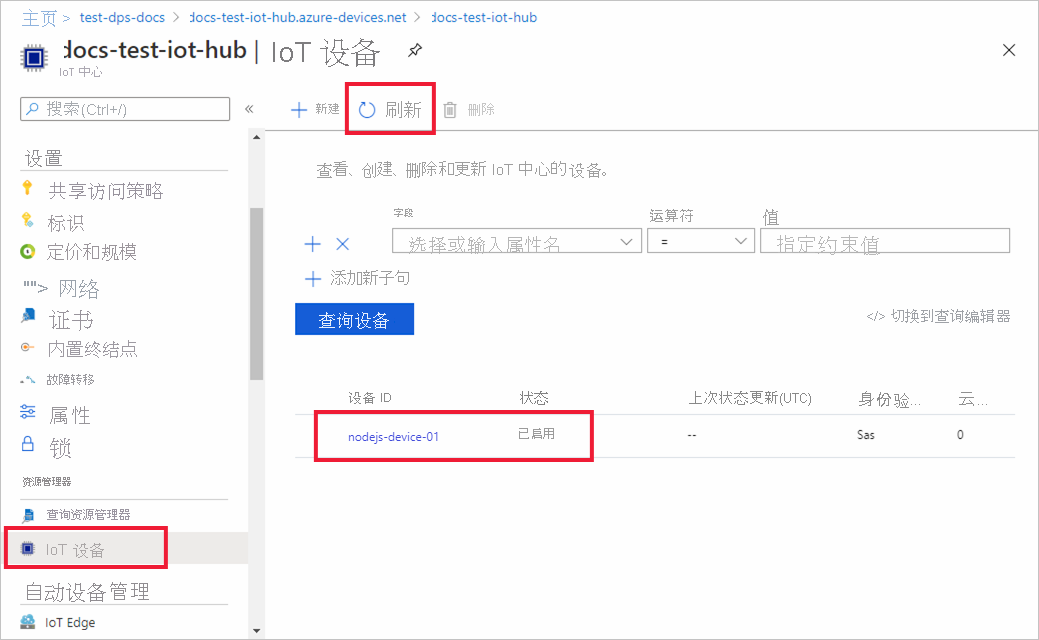 主页 > test-dps-docs > docs-test-iot-hub.azure-devices.net > docs-test-iot-hub
docs-test-iot-hub | IoT 设备
IoT 中心
搜索(Ctrl+/)
«
新建
刷新
删除
设置
共享访问策略
标识
定价和规模
网络
证书
内置终结点
故障转移
属性
锁
资源管理器
查询资源管理器
IoT 设备
自动设备管理
IoT Edge
查看、创建、删除和更新 IoT 中心的设备。
字段
运算符
值
选择或输入属性名
=
指定约束值
添加新子句
查询设备
</> 切换到查询编辑器
设备 ID 状态 上次状态更新(UTC) 身份验... 云...
nodejs-device-01 已启用 -- Sas 0